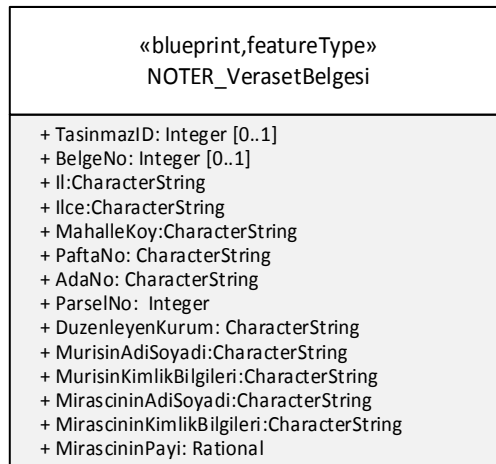 «blueprint,featureType»
NOTER_VerasetBelgesi
+ TasinmazID: Integer [0..1]
+ BelgeNo: Integer [0..1]
+ Il:CharacterString
+ Ilce:CharacterString
+ MahalleKoy:CharacterString
+ PaftaNo: CharacterString
+ AdaNo: CharacterString
+ ParselNo:  Integer
+ DuzenleyenKurum: CharacterString
+ MurisinAdiSoyadi:CharacterString
+ MurisinKimlikBilgileri:CharacterString
+ MirascininAdiSoyadi:CharacterString
+ MirascininKimlikBilgileri:CharacterString
+ MirascininPayi: Rational